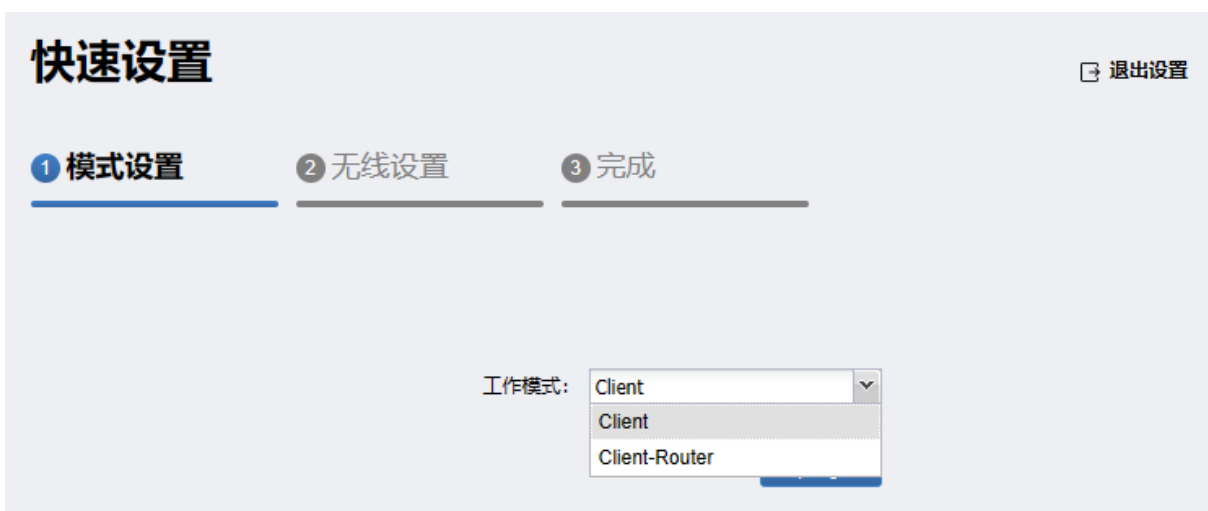 快速设置
退出设置
1 模式设置 2 无线设置 3 完成
工作模式： Client
Client
Client-Router